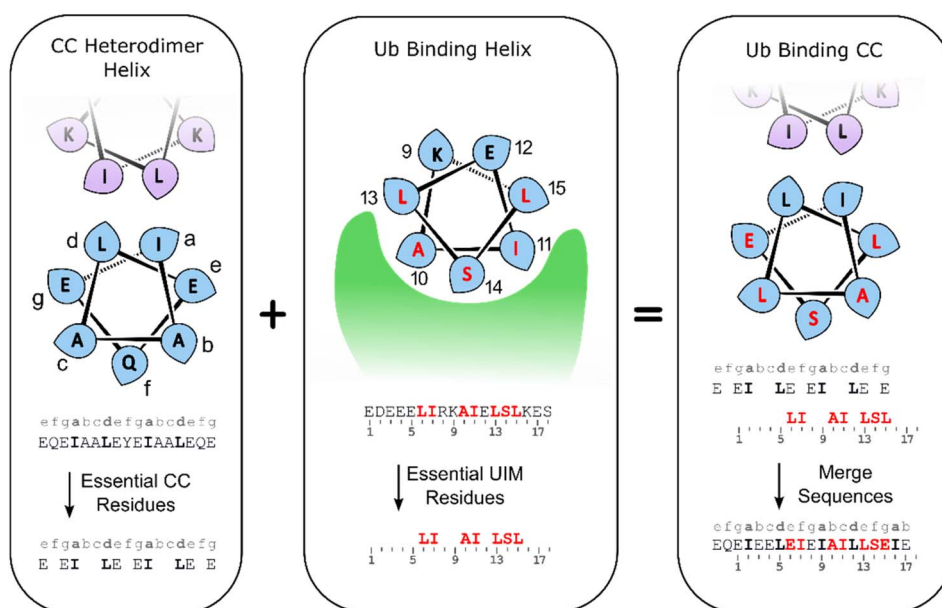 CC Heterodimer
Helix
K K
I L
d L I a
g E E e
c A A b
Q
f
efgabcdefgabcdefg
EQEIAALEYEIAALEQE
Essential CC
Residues
efgabcdefgabcdefg
E EI LE EI LE E
+
Ub Binding Helix
9 K E 12
13 L L 15
A I 11
10 S 14
EDEEELIRKAIELSLKES
1 5 9 13 17
Essential UIM
Residues
LI AI LSL
1 5 9 13 17
=
Ub Binding CC
K
I L
L I
E L
L A
S
efgabcdefgabcdefg
E EI LE EI LE E
LI AI LSL
1 5 9 13 17
Merge
Sequences
efgabcdefgabcdefgab
EQEIEELEIEIAILLSEIE
1 5 9 13 17